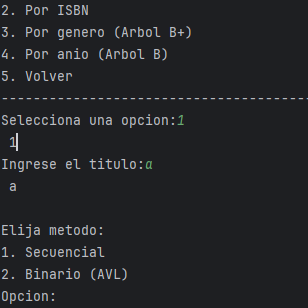 2. Por ISBN
3. Por genero (Arbol B+)
4. Por anio (Arbol B)
5. Volver
---------------------------------------
Selecciona una opcion:1
1
Ingrese el titulo:a
a
Elija metodo:
1. Secuencial
2. Binario (AVL)
Opcion: